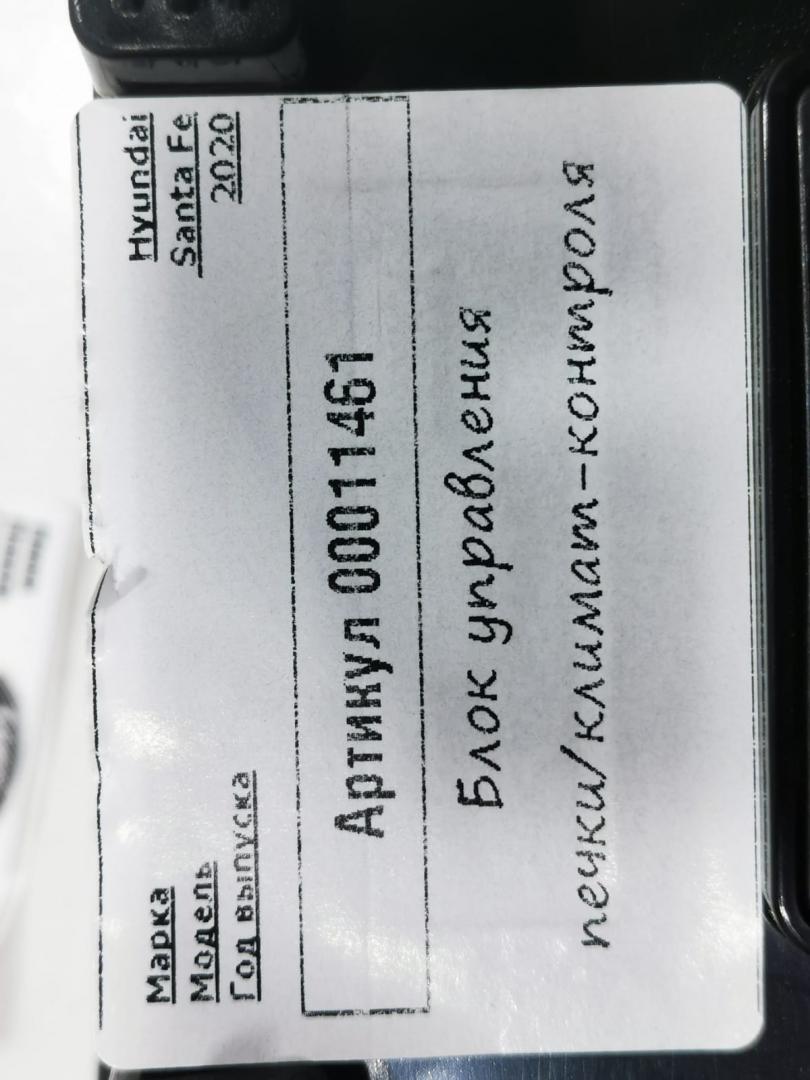 Марка Hyundai
Модель Santa Fe
Год выпуска 2020
Артикул 00011461
Блок управления
печки/климат-контроля